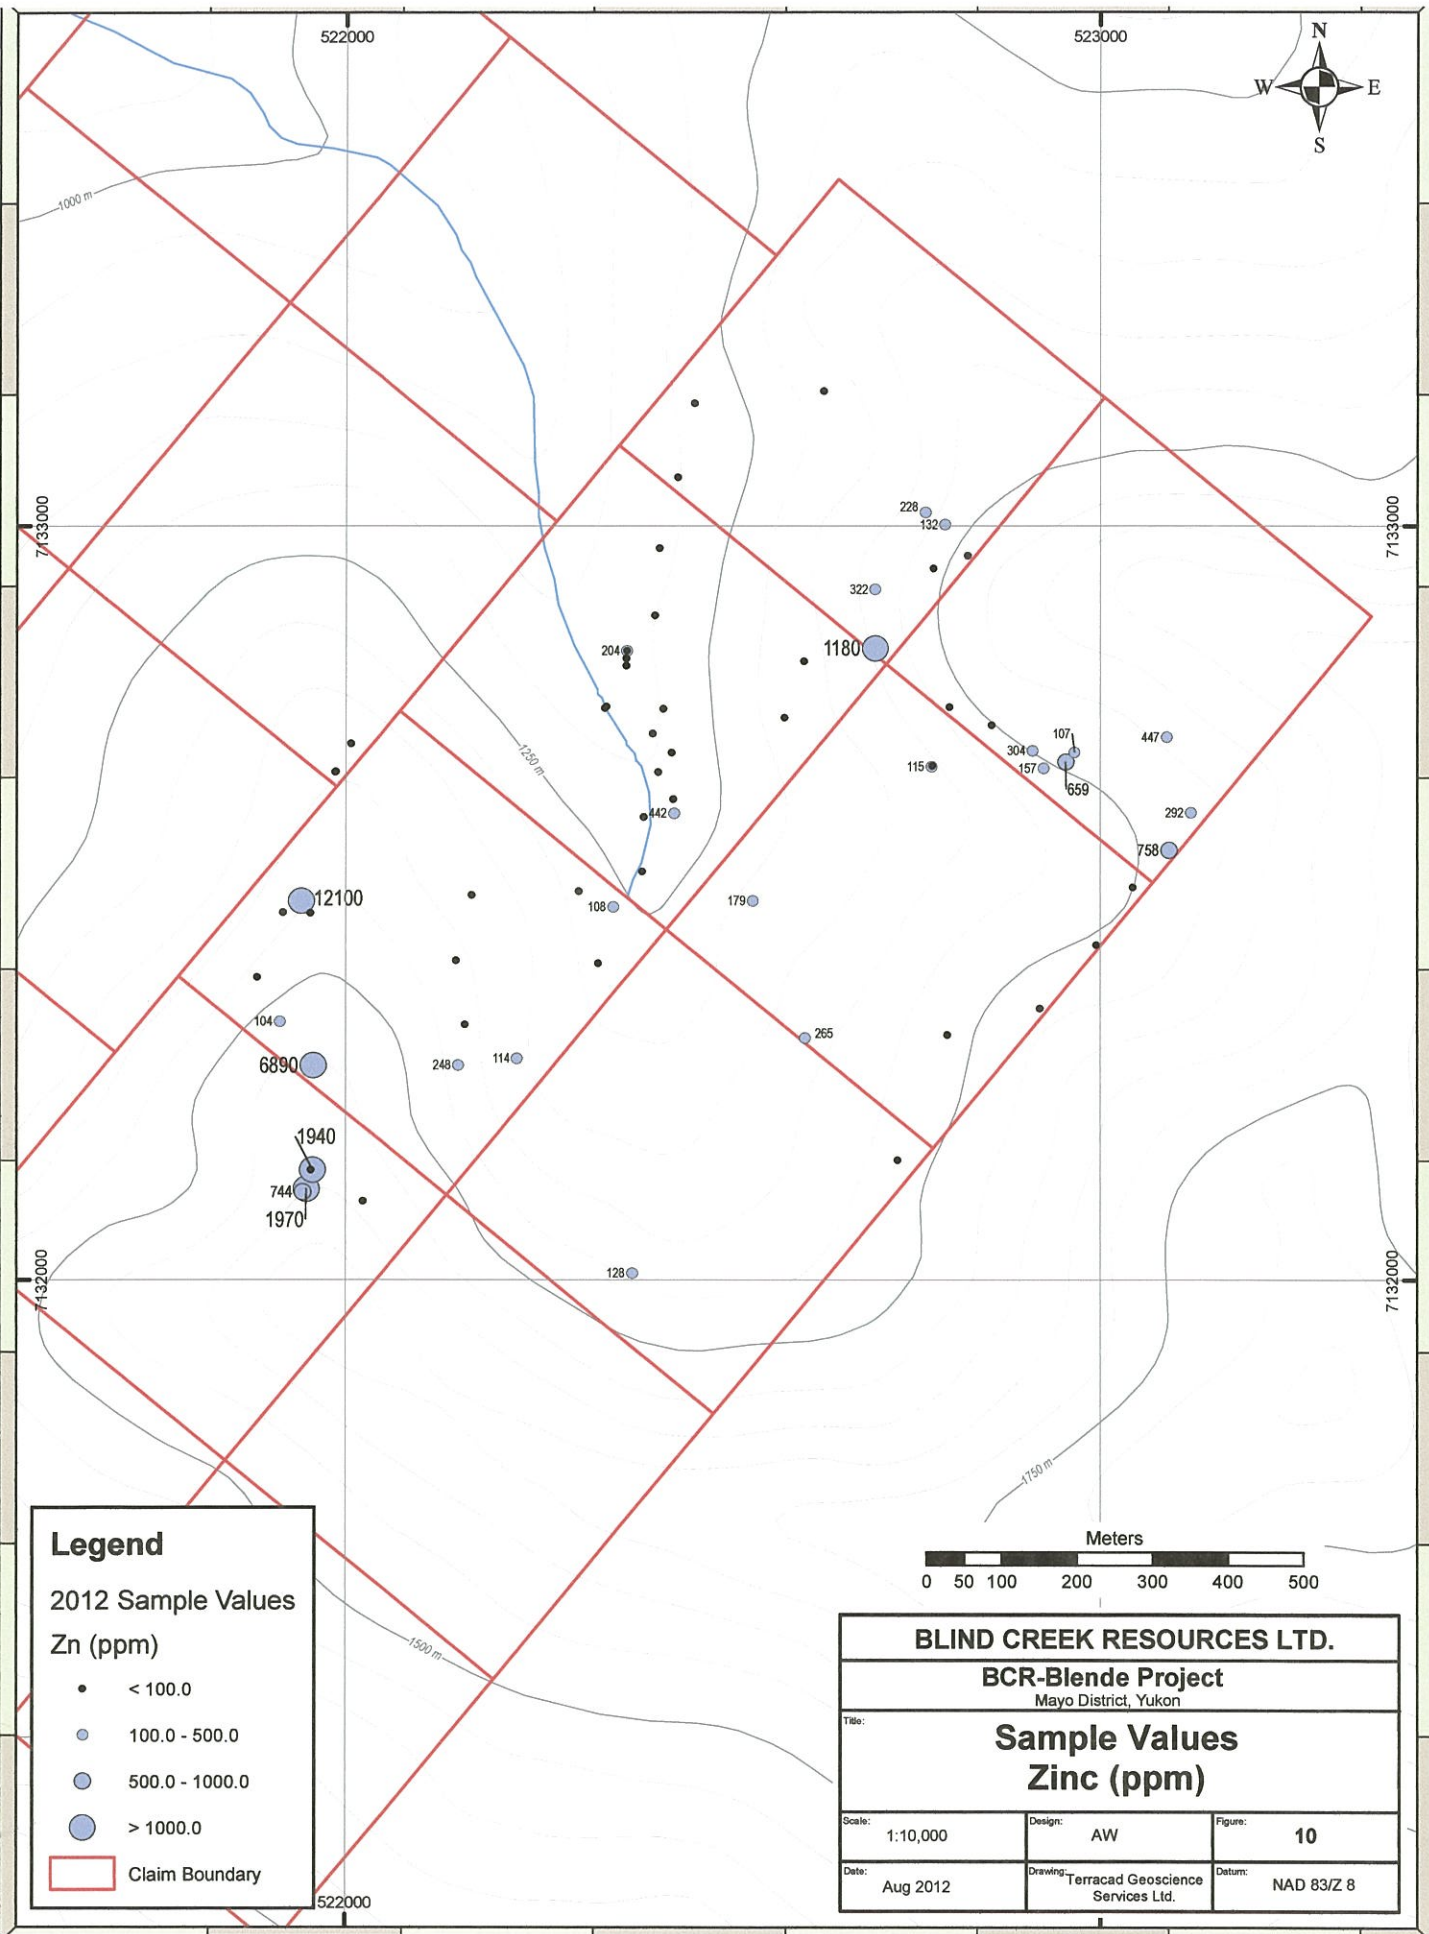 522000
523000
N
W
E
S
1000 m
7133000
7133000
228
132
322
204
1180
1250 m
304
107
157
659
447
115
292
442
758
12100
108
179
104
265
6890
248
114
1940
744
1970
128
7132000
7132000
1750 m
1500 m
Legend
2012 Sample Values
Zn (ppm)
< 100.0
100.0 - 500.0
500.0 - 1000.0
> 1000.0
Claim Boundary
522000
Meters
0 50 100 200 300 400 500
BLIND CREEK RESOURCES LTD.
BCR-Blende Project
Mayo District, Yukon
Title:
Sample Values
Zinc (ppm)
Scale:
1:10,000
Design:
AW
Figure:
10
Date:
Aug 2012
Drawing:
Terracad Geoscience
Services Ltd.
Datum:
NAD 83/Z 8